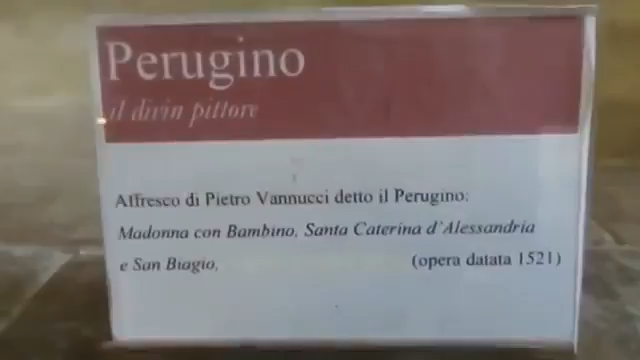 Perugino
il divin pittore
Affresco di Pietro Vannucci detto il Perugino:
Madonna con Bambino, Santa Caterina d'Alessandria
e San Biagio, (opera datata 1521)